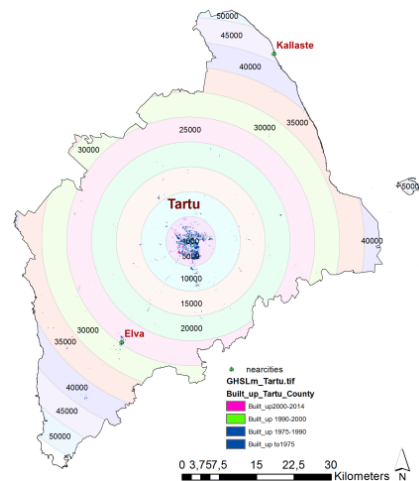 50000
45000
Kallaste
40000
35000
30000
25000
30000
Tartu
5000
40000
5000
10000
15000
20000
30000
Elva
35000
40000
45000
50000
nearcities
GHSLm_Tartu.tif
Built_up_Tartu_County
Built_up2000-2014
Built_up 1990-2000
Built_up 1975-1990
Built_up to1975
0 3,757,5 15 22,5 30
Kilometers
N